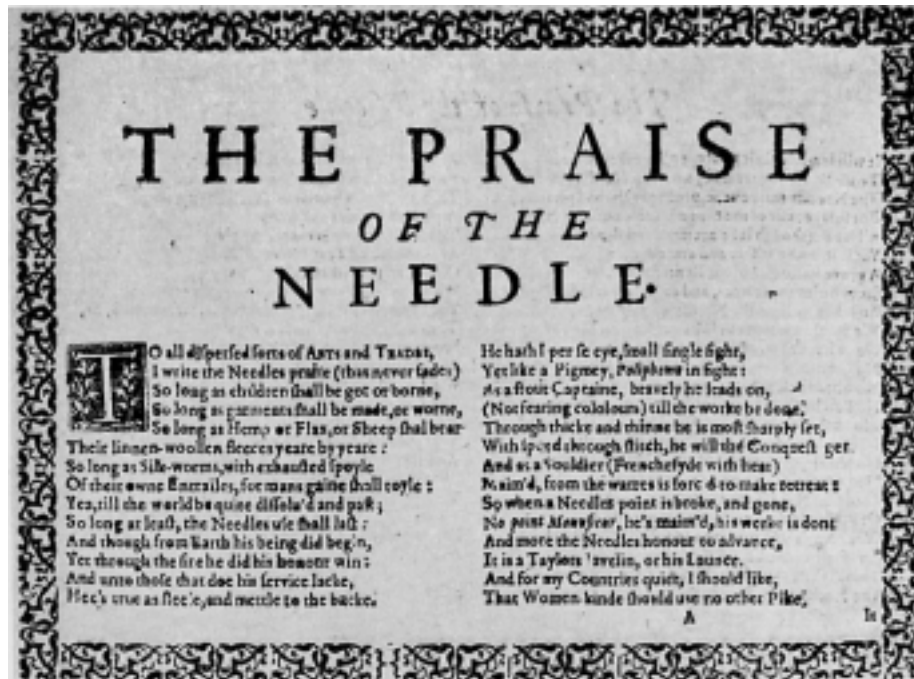 THE PRAISE
OF THE
NEEDLE.
TO all dispersed sorts of ARTS and TRADES,
I write the Needles praise (that never fades)
So long as children shall be got or borne,
So long as garments shall be made, or worne,
So long as Hemp or Flax, or Sheep shal bear
Their linnen-woollen fleeces yeare by yeare:
So long as Silk-worms, with exhausted spoyle
Of their owne Entrailes, for mans gaine shall toyle:
Yea, till the world be quite dissolv'd and past;
So long at least, the Needles use shall last:
And though from Earth his being did begin,
Yet through the fire he did his honour win:
And unto those that doe his service lacke,
Hee's true as steele, and mettle to the backe.
He hath I per se eye, small single sight,
Yet like a Pigmey, Poliphemus in fight:
As a stout Captaine, bravely he leads on,
(Not fearing colours) till the worke be done,
Through thicke and thinne he is most sharply set,
With speed through stitch, he will the Conquest get.
And as a Souldier (Frenchefyde with heat)
Maim'd, from the warres is forc'd to make retreat:
So when a Needles point is broke, and gone,
No point Mounsieur, he's maim'd, his worke is done
And more the Needles honour to advance,
It is a Taylors Javelin, or his Launce.
And for my Countries quiet, I should like,
That Women kinde should use no other Pike,
A
It